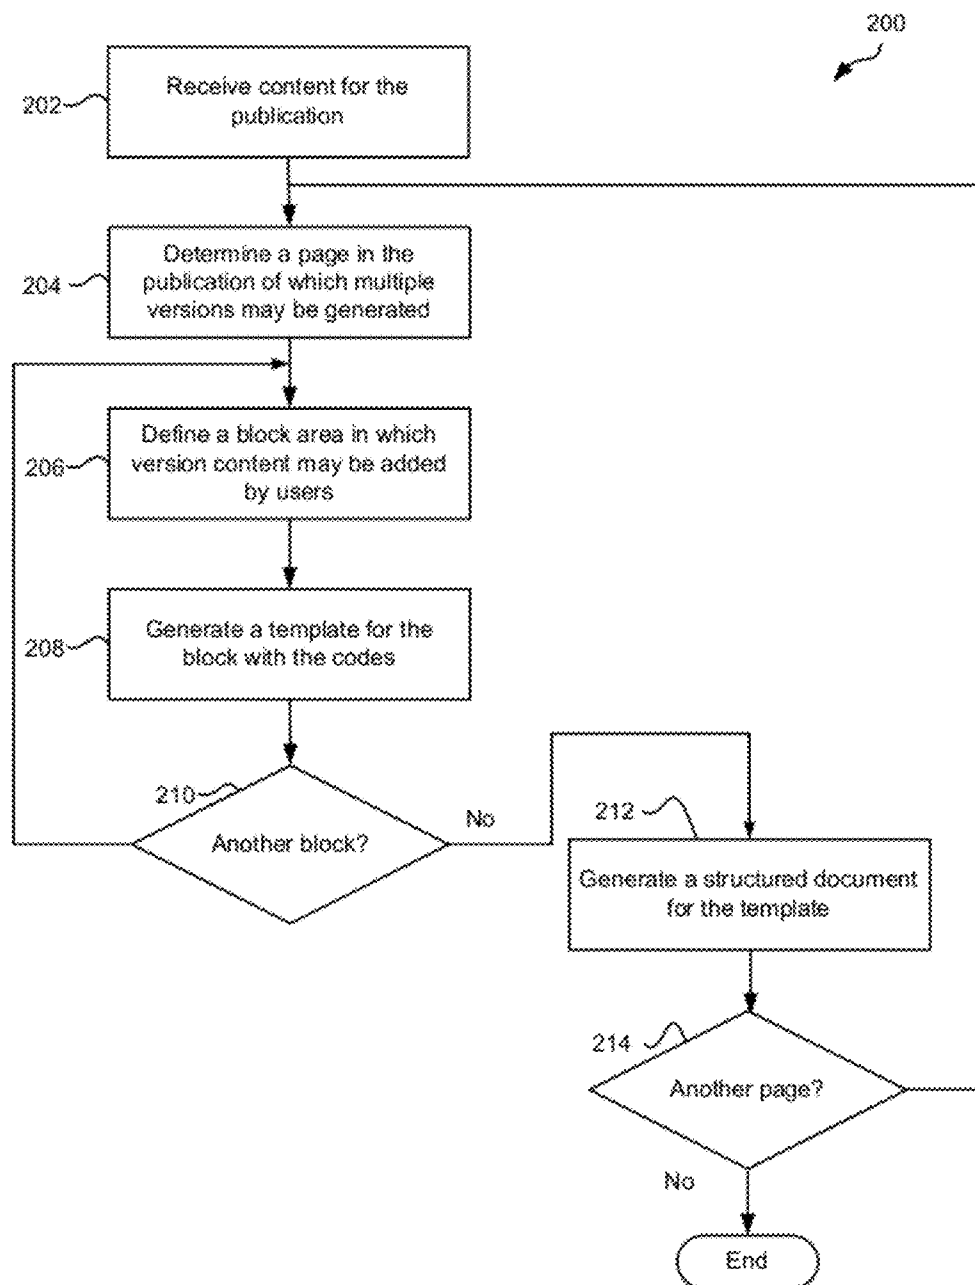 200
202
Receive content for the
publication
204
Determine a page in the
publication of which multiple
versions may be generated
206
Define a block area in which
version content may be added
by users
208
Generate a template for the
block with the codes
210
Another block?
No
212
Generate a structured document
for the template
214
Another page?
No
End